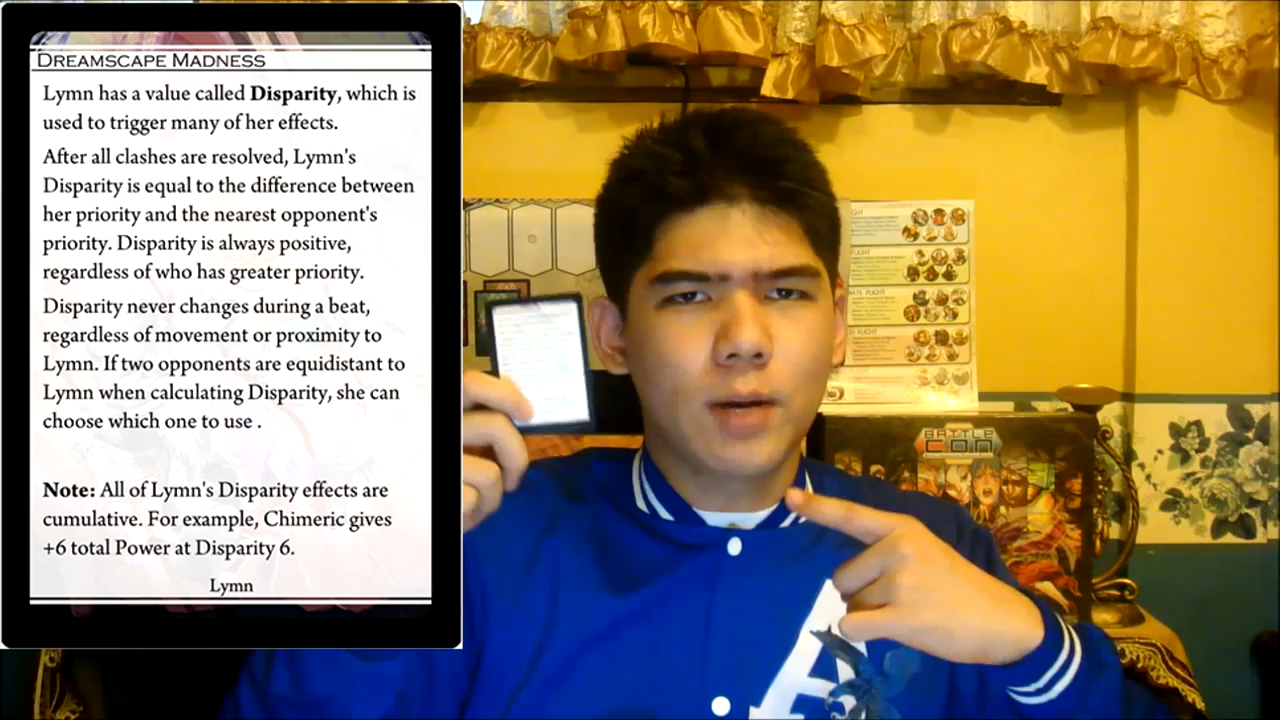 DREAMSCAPE MADNESS
Lymn has a value called Disparity, which is
used to trigger many of her effects.
After all clashes are resolved, Lymn's
Disparity is equal to the difference between
her priority and the nearest opponent's
priority. Disparity is always positive,
regardless of who has greater priority.
Disparity never changes during a beat,
regardless of movement or proximity to
Lymn. If two opponents are equidistant to
Lymn when calculating Disparity, she can
choose which one to use .
Note: All of Lymn's Disparity effects are
cumulative. For example, Chimeric gives
+6 total Power at Disparity 6.
Lymn
FLIGHT
FLIGHT
BATTLE
CON
A